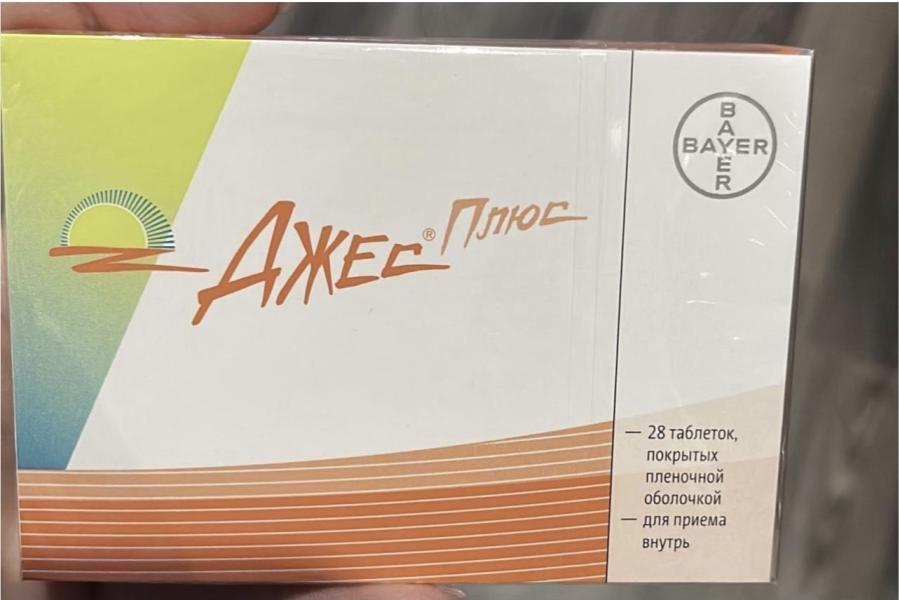 Джес® Плюс
BAYER
BAYER
— 28 таблеток,
покрытых
пленочной
оболочкой
— для приема
внутрь